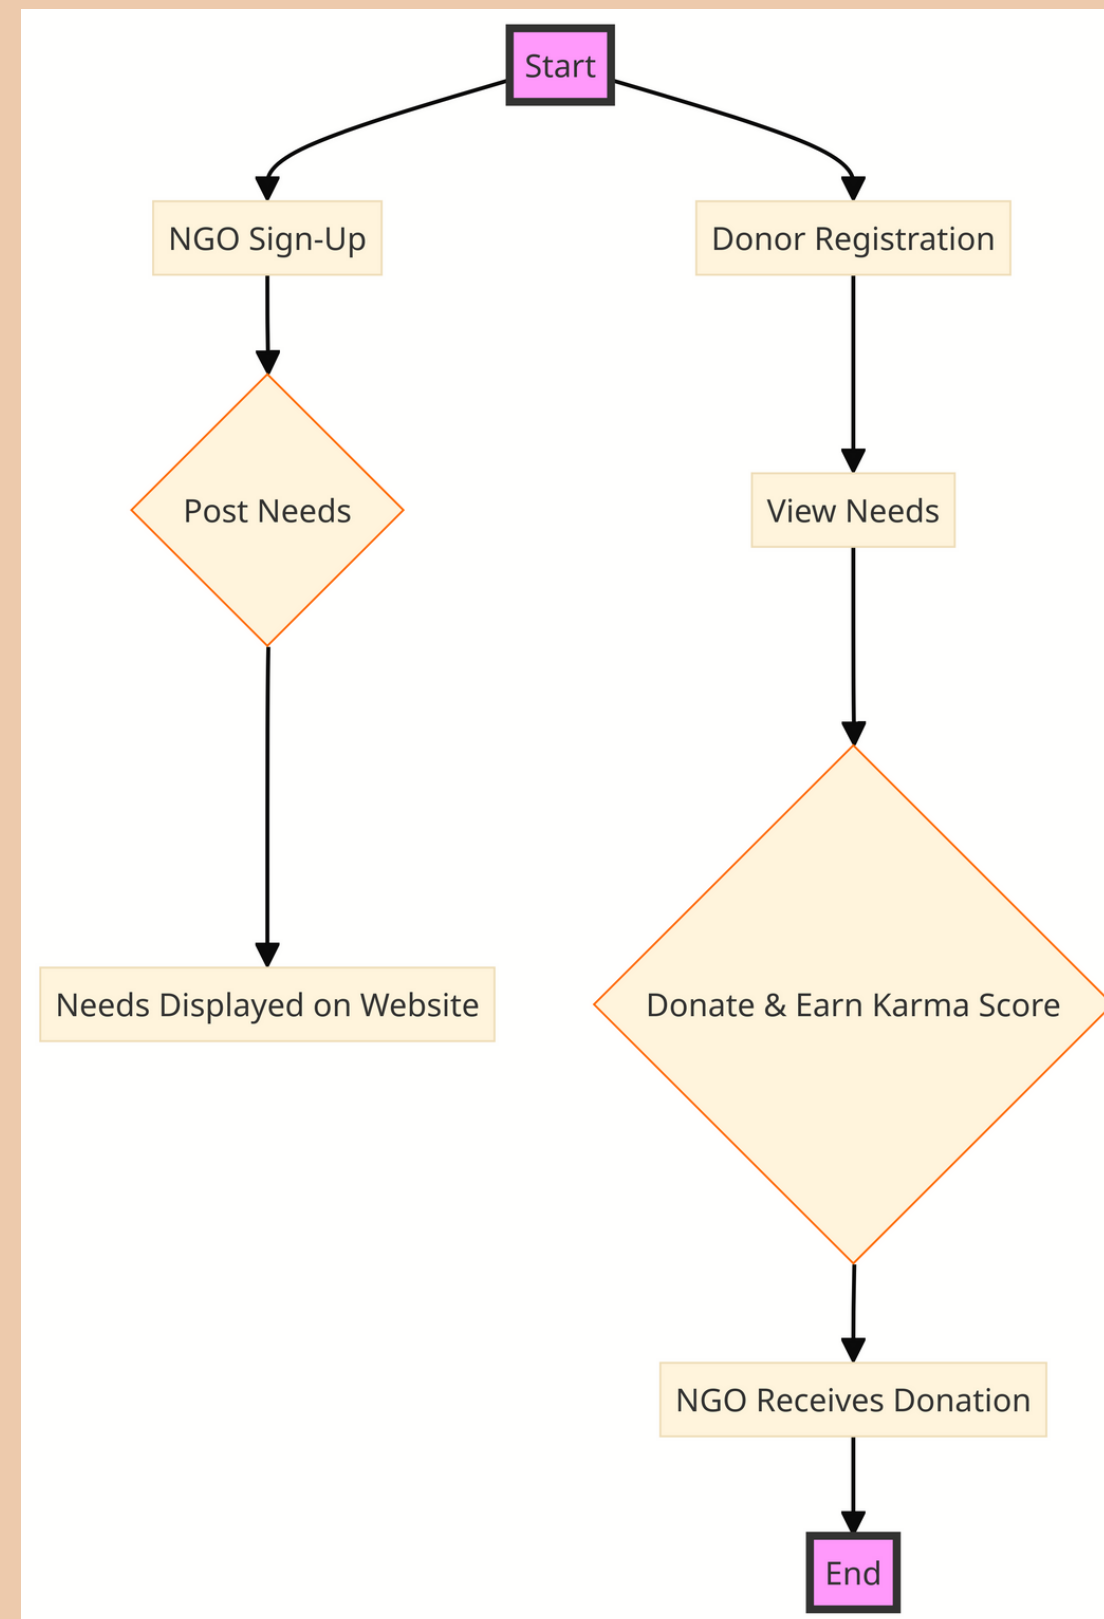 Start
NGO Sign-Up
Donor Registration
Post Needs
View Needs
Needs Displayed on Website
Donate & Earn Karma Score
NGO Receives Donation
End